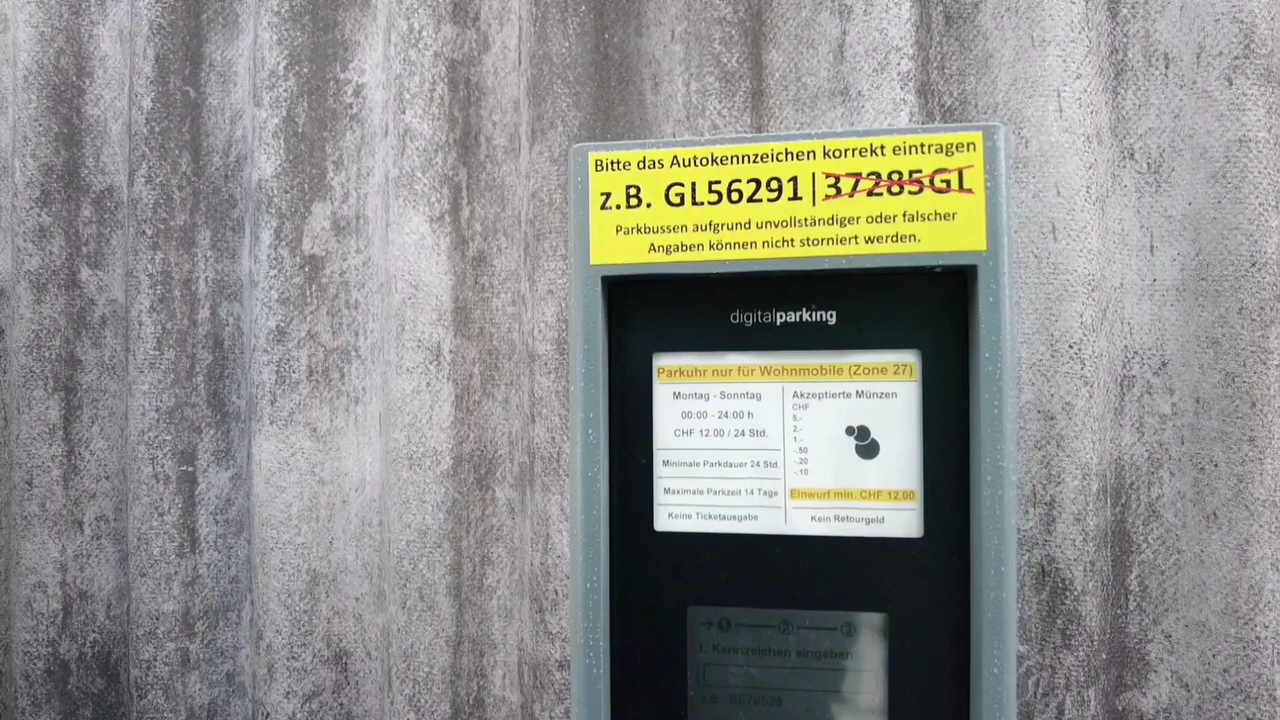 Bitte das Autokennzeichen korrekt eintragen
z.B. GL56291 | 37285GL
Parkbussen aufgrund unvollständiger oder falscher
Angaben können nicht storniert werden.
digitalparking
Parkuhr nur für Wohnmobile (Zone 27)
Montag - Sonntag
00:00 - 24:00 h
CHF 12.00 / 24 Std.
Minimale Parkdauer 24 Std.
Maximale Parkzeit 14 Tage
Keine Ticketausgabe
Akzeptierte Münzen
CHF
5.-
2.-
1.-
-.50
-.20
-.10
Einwurf min. CHF 12.00
Kein Retourgeld
1 2 3
1. Kennzeichen eingeben:
z.B.